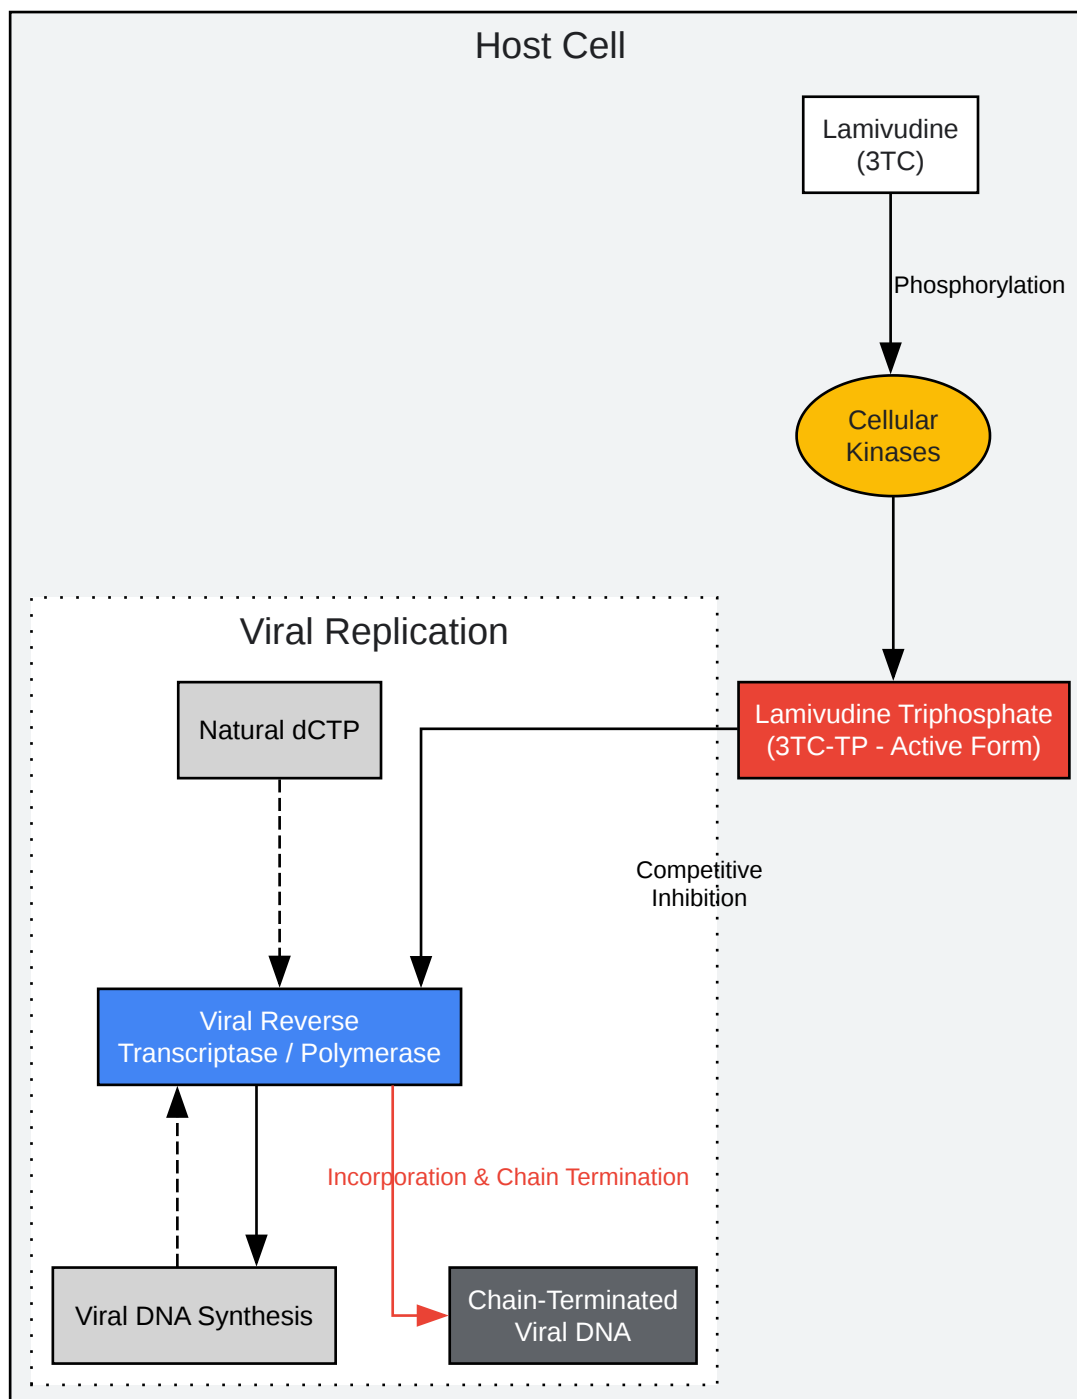 Host Cell
Lamivudine
(3TC)
Phosphorylation
Cellular
Kinases
Viral Replication
Natural dCTP
Lamivudine Triphosphate
(3TC-TP - Active Form)
Competitive
Inhibition
Viral Reverse
Transcriptase / Polymerase
Incorporation & Chain Termination
Viral DNA Synthesis
Chain-Terminated
Viral DNA